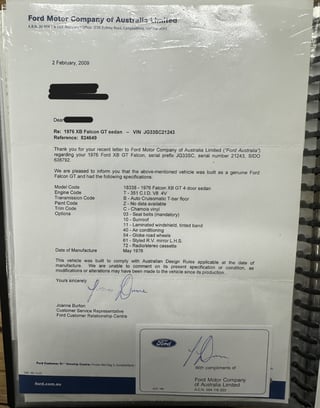 Ford Motor Company of Australia Limited
2 February, 2009
Dear
Re: 1976 XB Falcon GT sedan – VIN JG33SC21243
Reference: 524649
Thank you for your recent letter to Ford Motor Company of Australia Limited ("Ford Australia")
regarding your 1976 XB GT Falcon, serial prefix JG33SC, serial number 21243, SIDO
We are pleased to inform you that the above-mentioned vehicle was built as a genuine Ford
Falcon GT and had the following specifications:
Model Code 18338 - 1976 Falcon XB GT 4 door sedan
Engine Code T - 351 C.I.D. V8 4V
Transmission Code B - Auto Cruisomatic T-bar floor
Paint Code Z - No data available
Trim Code C - Chamois vinyl
Options 03 - Seat belts (mandatory)
10 - Sunroof
11 - Laminated windshield, tinted band
40 - Air conditioning
54 - Globe road wheels
61 - Styled R.V. mirror L.H.S.
72 - Radio/stereo cassette
Date of Manufacture May 1976
This vehicle was built to comply with Australian Design Rules applicable at the date of
manufacture. We are unable to comment on its present specification or condition, as
modifications or alterations may have been made to the vehicle since its production.
Yours sincerely
Joanne Burton
Customer Service Representative
Ford Customer Relationship Centre
Ford
With compliments of
Ford Motor Company
of Australia Limited
ford.com.au